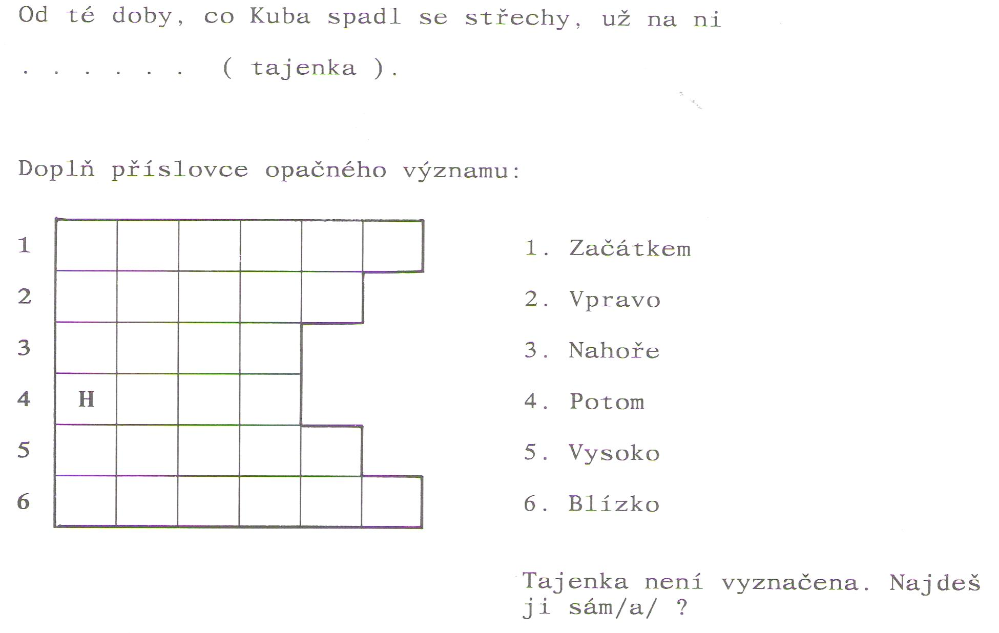 Od té doby, co Kuba spadl se střechy, už na ni
. . . . . . ( tajenka ).
Doplň příslovce opačného významu:
1 1. Začátkem
2 2. Vpravo
3 3. Nahoře
4 H 4. Potom
5 5. Vysoko
6 6. Blízko
Tajenka není vyznačena. Najdeš
ji sám/a/ ?